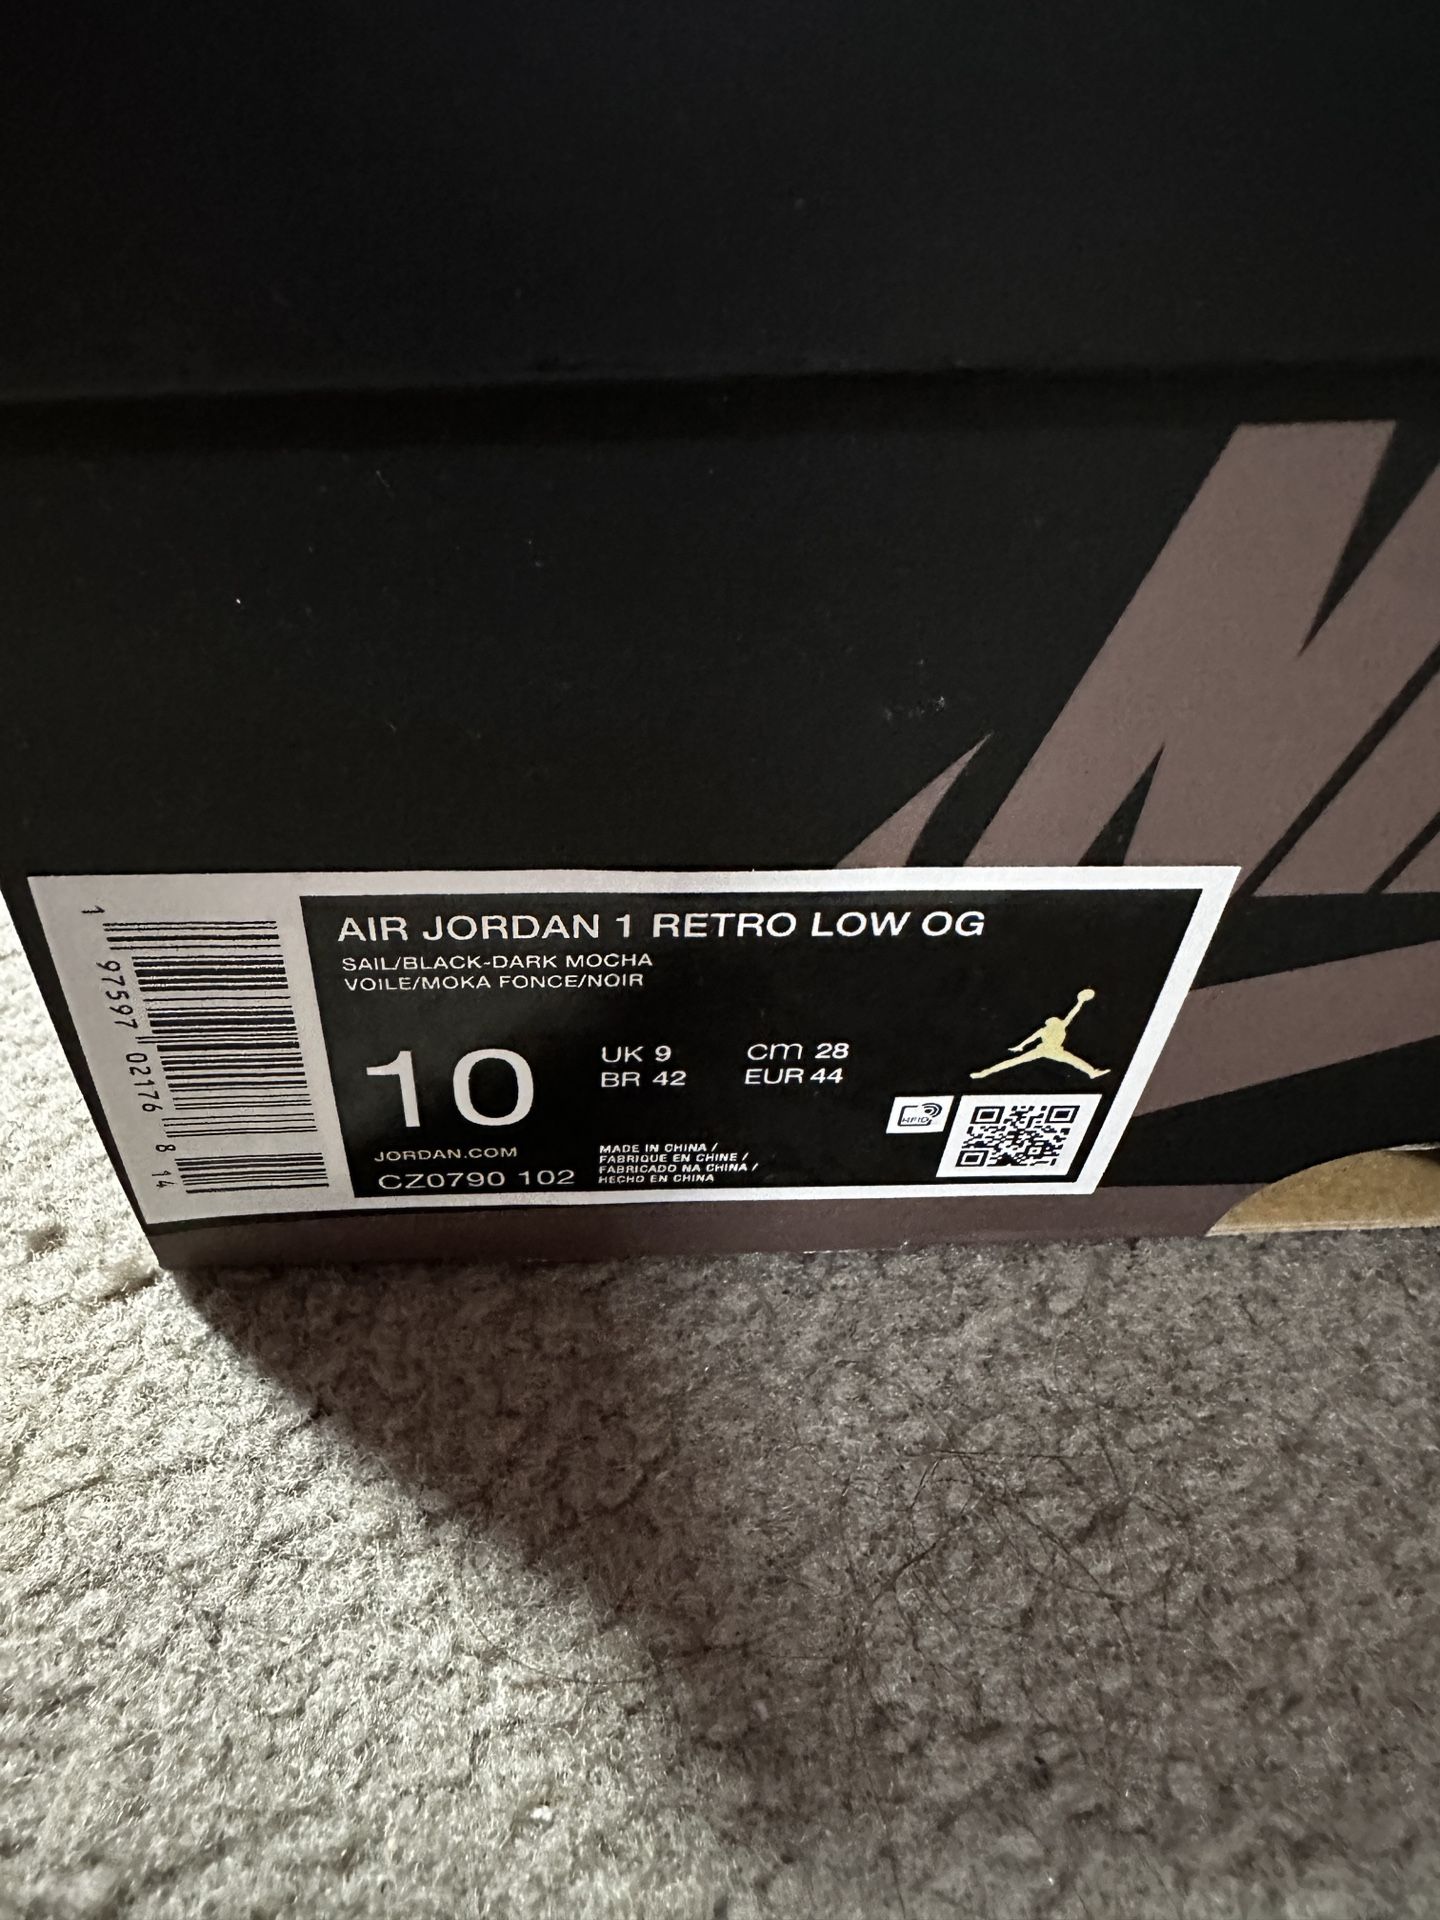 AIR JORDAN 1 RETRO LOW OG
SAIL/BLACK-DARK MOCHA
VOILE/MOKA FONCE/NOIR
10
UK 9
cm 28
BR 42
EUR 44
JORDAN.COM
CZ0790 102
MADE IN CHINA /
FABRIQUE EN CHINE /
FABRICADO NA CHINA /
HECHO EN CHINA
1 97597 02176 8 14